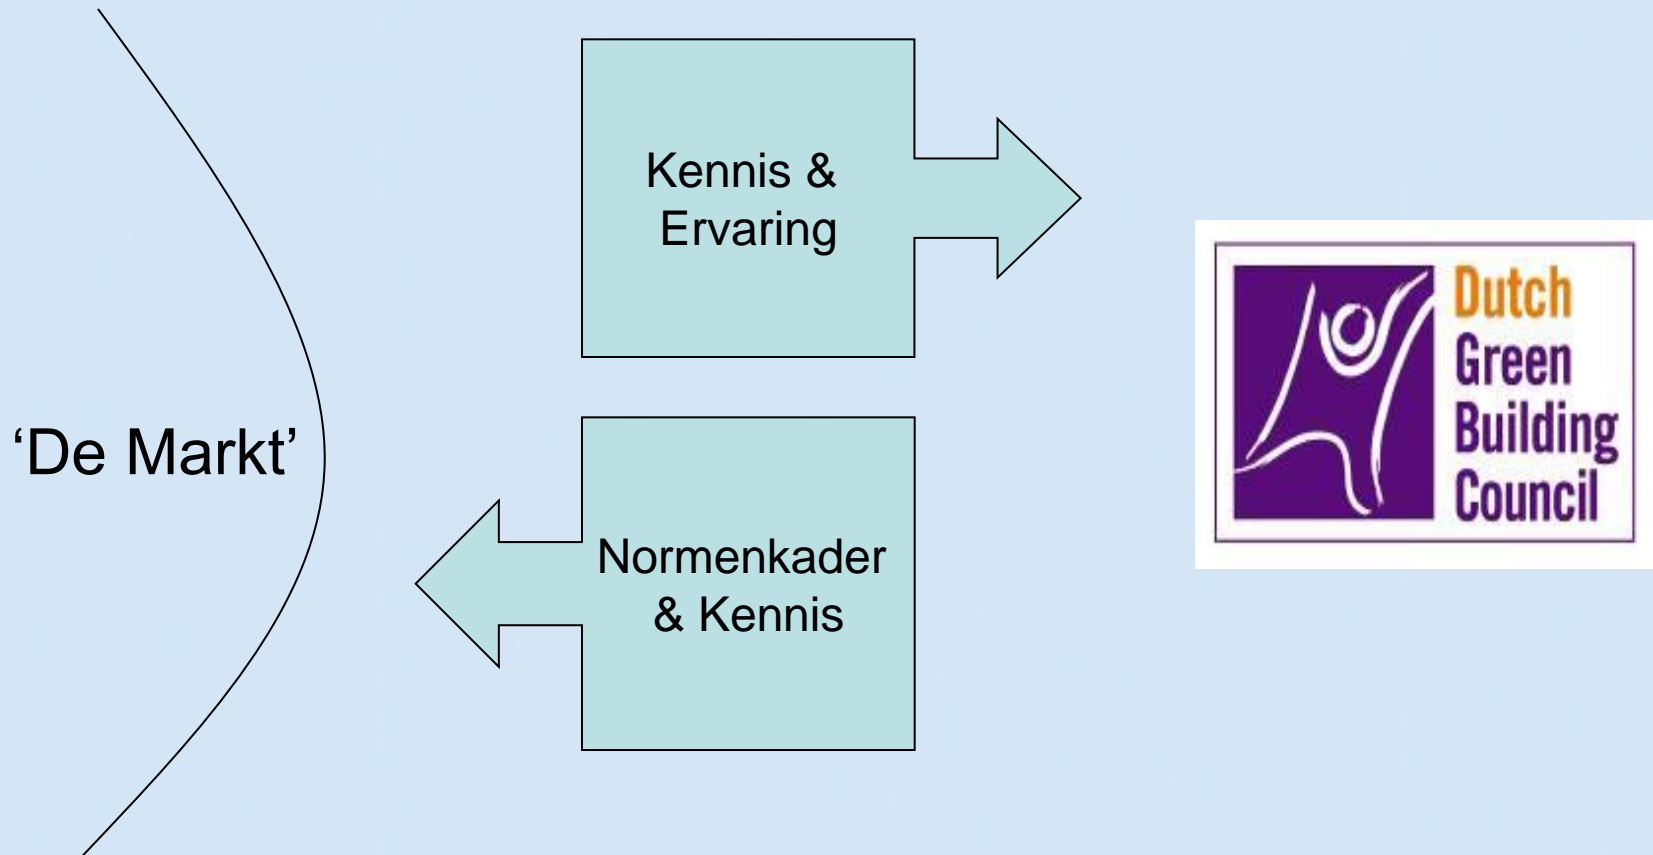 ‘De Markt’
Kennis &
Ervaring
Normenkader
& Kennis
Dutch
Green
Building
Council